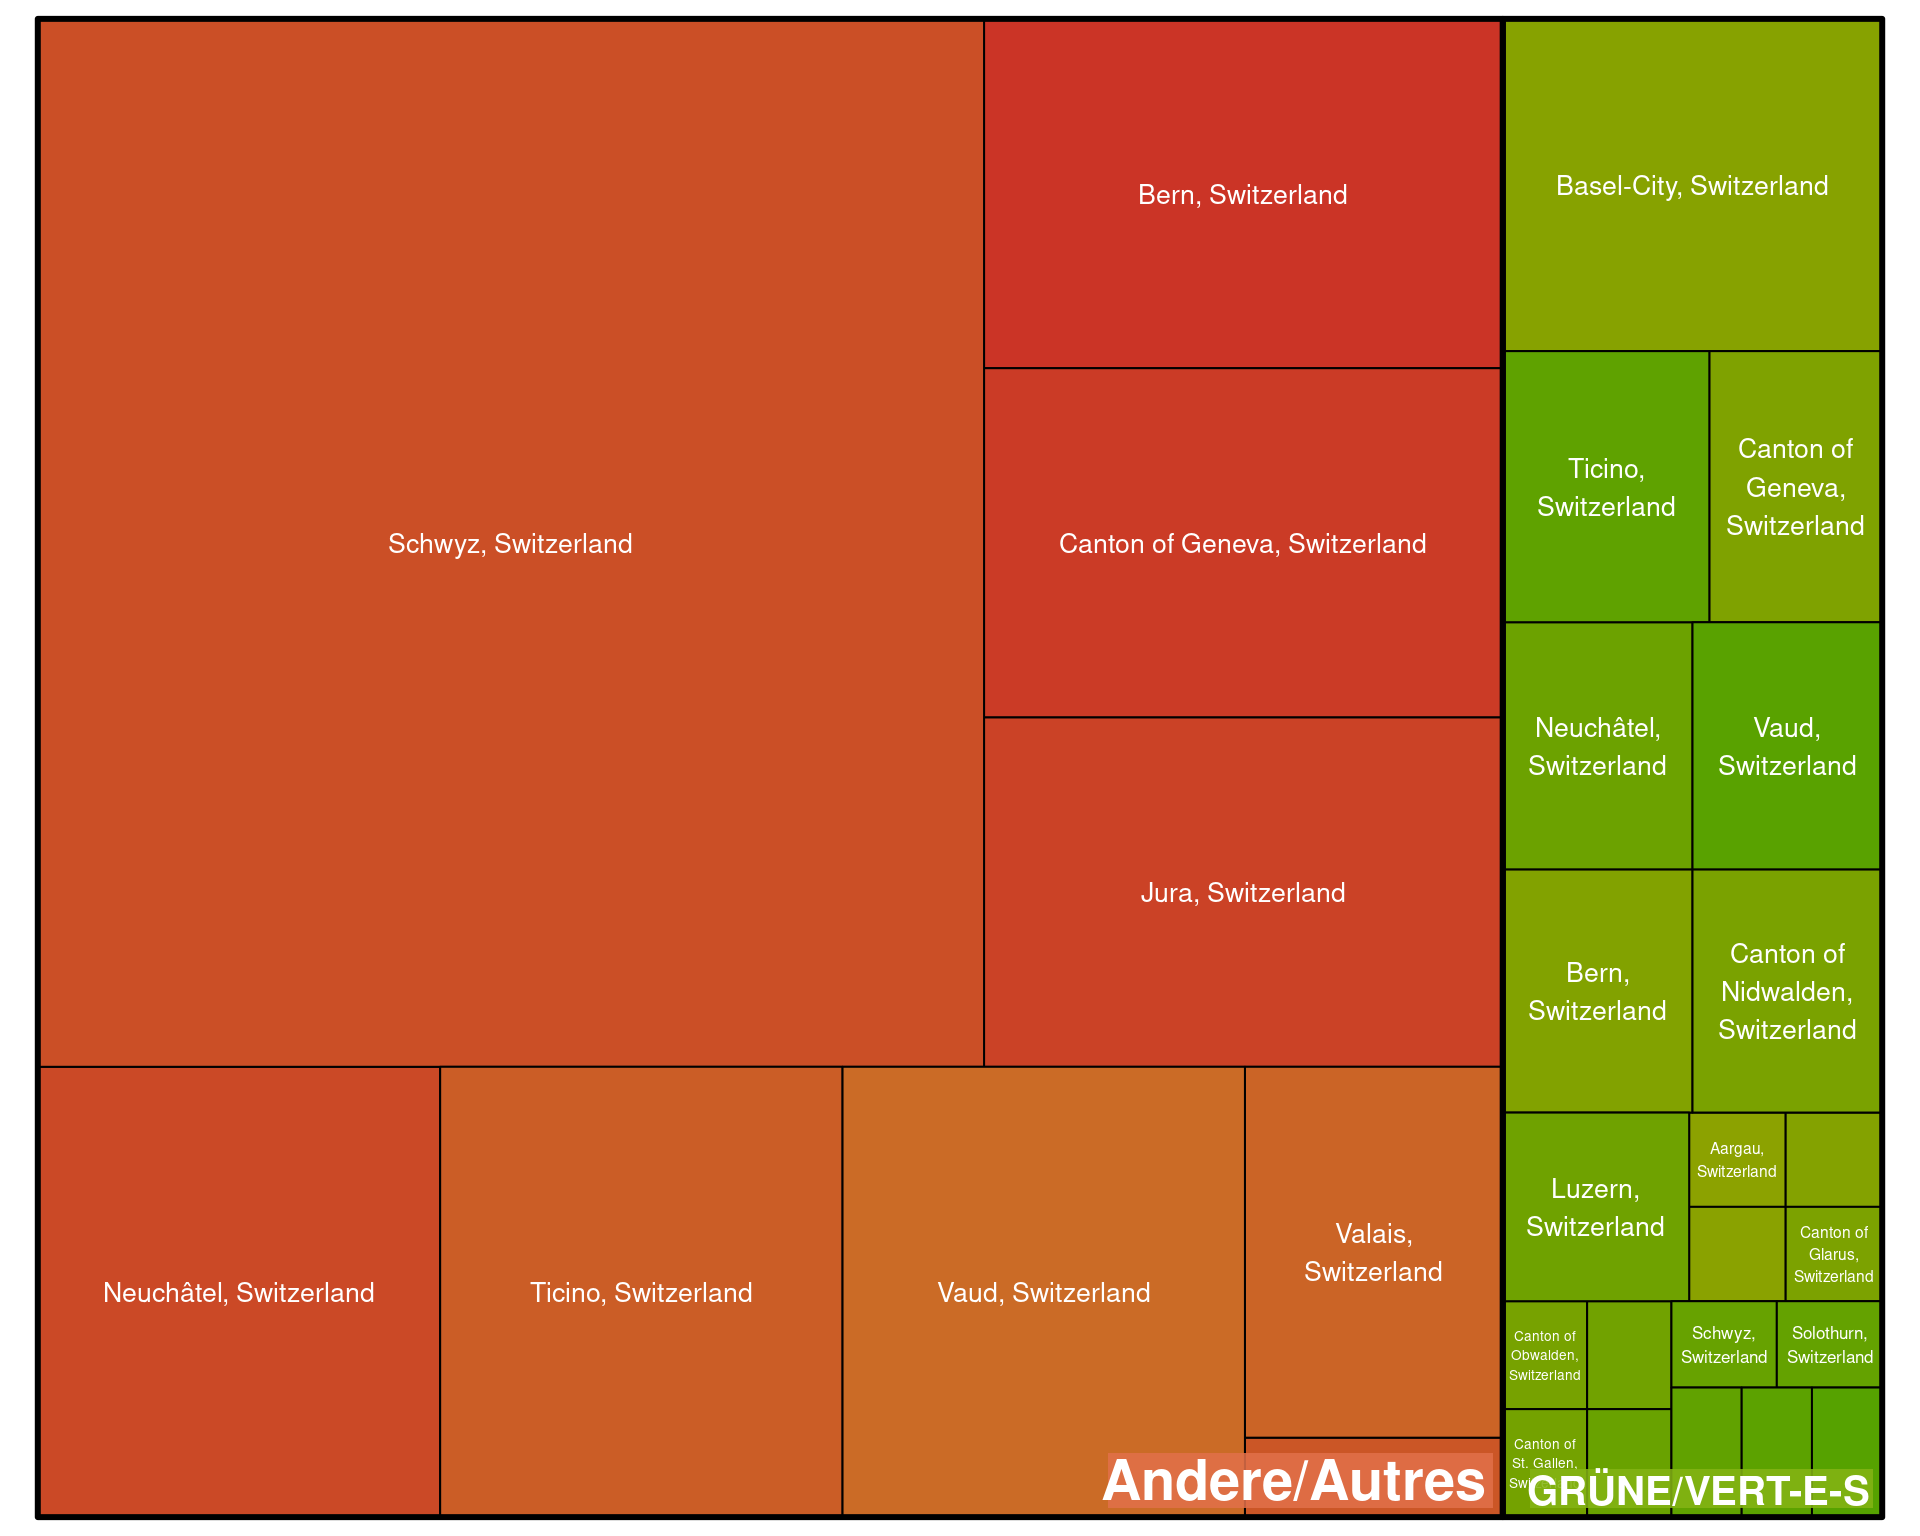 Schwyz, Switzerland
Bern, Switzerland
Canton of Geneva, Switzerland
Jura, Switzerland
Neuchâtel, Switzerland
Ticino, Switzerland
Vaud, Switzerland
Valais,
Switzerland
Andere/Autres
Basel-City, Switzerland
Ticino,
Switzerland
Canton of
Geneva,
Switzerland
Neuchâtel,
Switzerland
Vaud,
Switzerland
Bern,
Switzerland
Canton of
Nidwalden,
Switzerland
Luzern,
Switzerland
Aargau,
Switzerland
Canton of
Glarus,
Switzerland
Canton of
Obwalden,
Switzerland
Schwyz,
Switzerland
Solothurn,
Switzerland
Canton of
St. Gallen,
GRÜNE/VERT-E-S